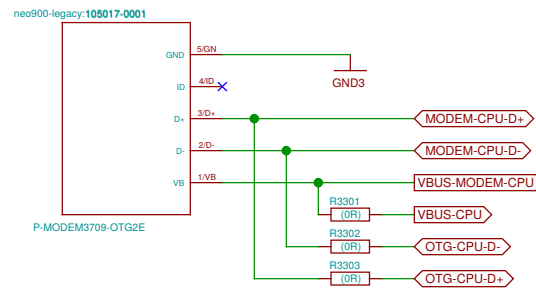 neo900-legacy:105017-0001
GND 5/GN
GND3
ID 4/ID
D+ 3/D+ MODEM-CPU-D+
D- 2/D- MODEM-CPU-D-
VB 1/VB VBUS-MODEM-CPU
R3301
(0R) VBUS-CPU
P-MODEM3709-OTG2E
R3302
(0R) OTG-CPU-D-
R3303
(0R) OTG-CPU-D+